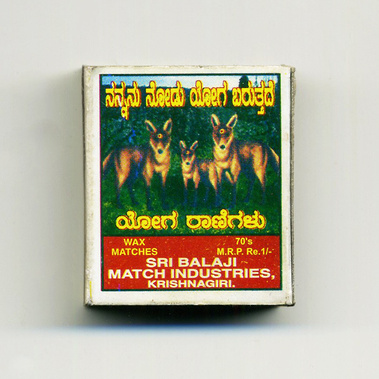 ನನ್ನನು ನೋಡು ಯೋಗ ಬರುತ್ತದೆ
ಯೋಗ ರಾಣಿಗಳು
WAX MATCHES
70's M.R.P. Re.1/-
SRI BALAJI
MATCH INDUSTRIES,
KRISHNAGIRI.